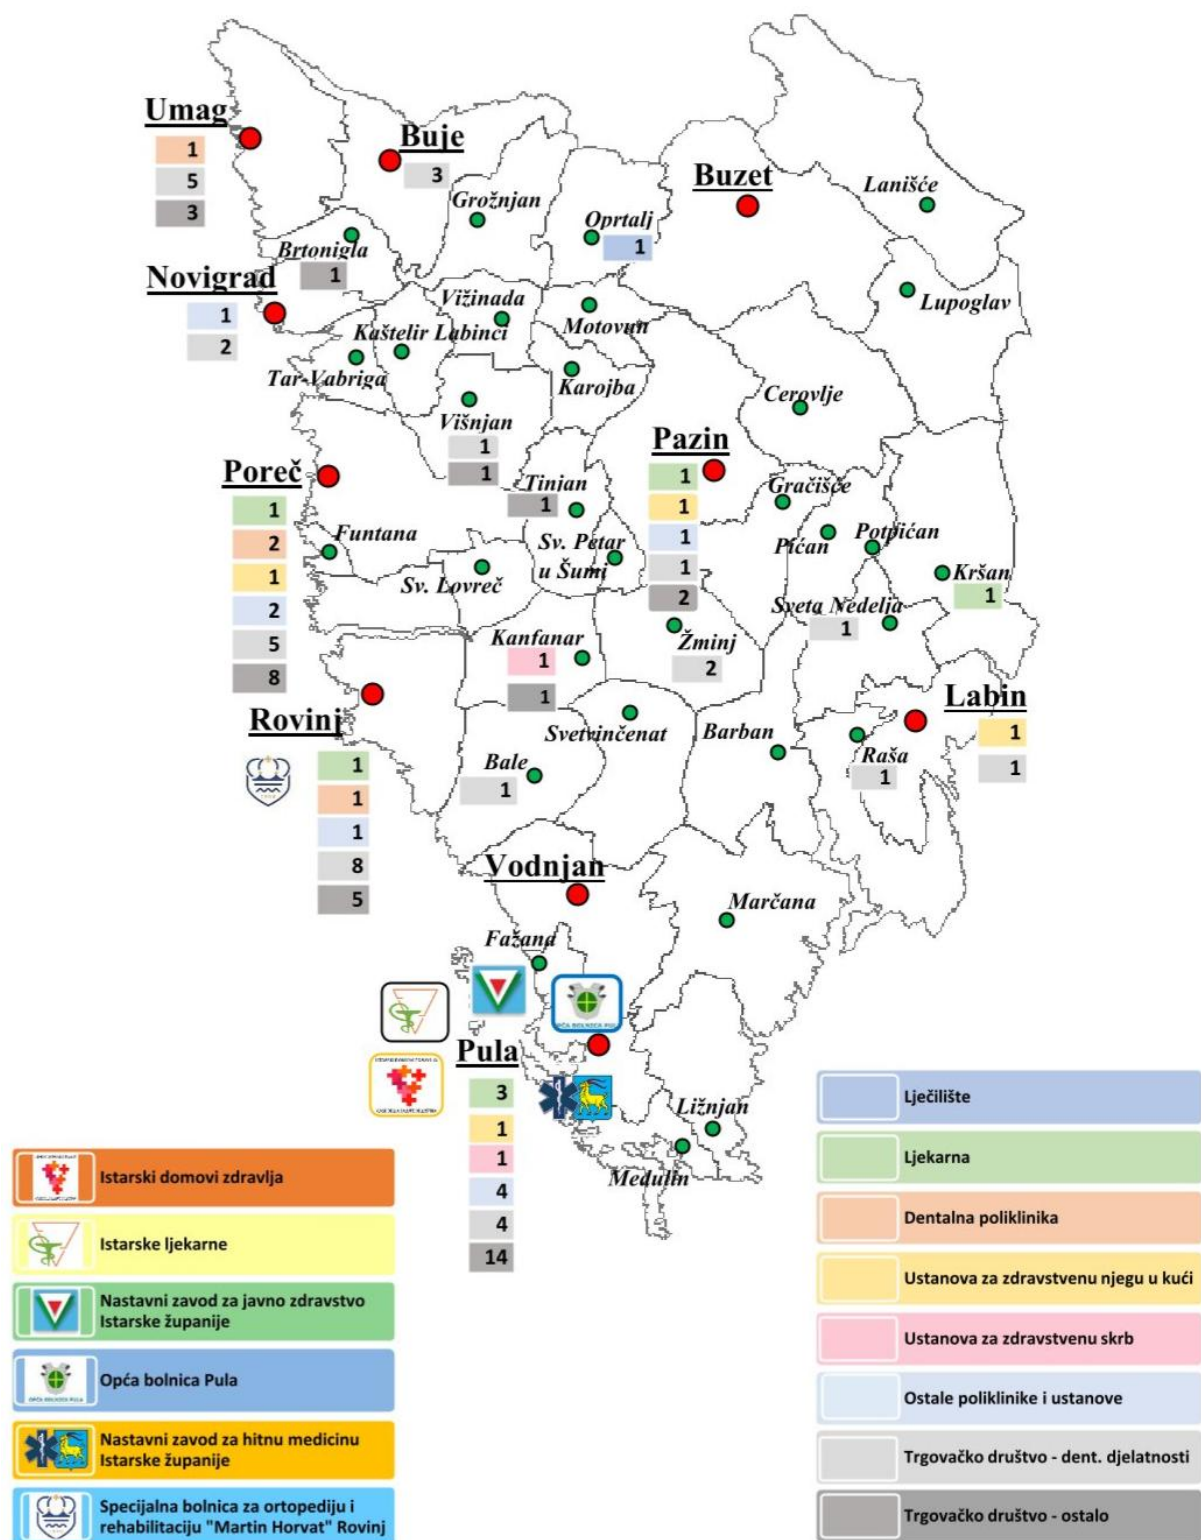 Umag
1
5
3
Buje
3
Grožnjan
Oprtalj
1
Buzet
Lanišće
Lupoglav
Brtonigla
1
Novigrad
1
2
Vižinada
Motovun
Kaštelir Labinci
Tar-Vabriga
Karojba
Višnjan
1
1
Cerovlje
Pazin
1
1
1
1
2
Poreč
1
2
1
2
5
8
Funtana
Tinjan
1
Sv. Petar
u Šumi
Sv. Lovreč
Gračišće
Pićan
Potpićan
Kršan
1
Sveta Nedelja
1
Kanfanar
1
1
Žminj
2
Rovinj
1
1
1
8
5
Svetvinčenat
Barban
Labin
1
1
Raša
1
Bale
1
Vodnjan
Marčana
Fažana
OPĆA BOLNICA PULA
Pula
3
1
1
4
4
14
Ližnjan
Medulin
Istarski domovi zdravlja
Istarske ljekarne
Nastavni zavod za javno zdravstvo
Istarske županije
OPĆA BOLNICA PULA
Opća bolnica Pula
Nastavni zavod za hitnu medicinu
Istarske županije
Specijalna bolnica za ortopediju i
rehabilitaciju "Martin Horvat" Rovinj
Lječilište
Ljekarna
Dentalna poliklinika
Ustanova za zdravstvenu njegu u kući
Ustanova za zdravstvenu skrb
Ostale poliklinike i ustanove
Trgovačko društvo - dent. djelatnosti
Trgovačko društvo - ostalo